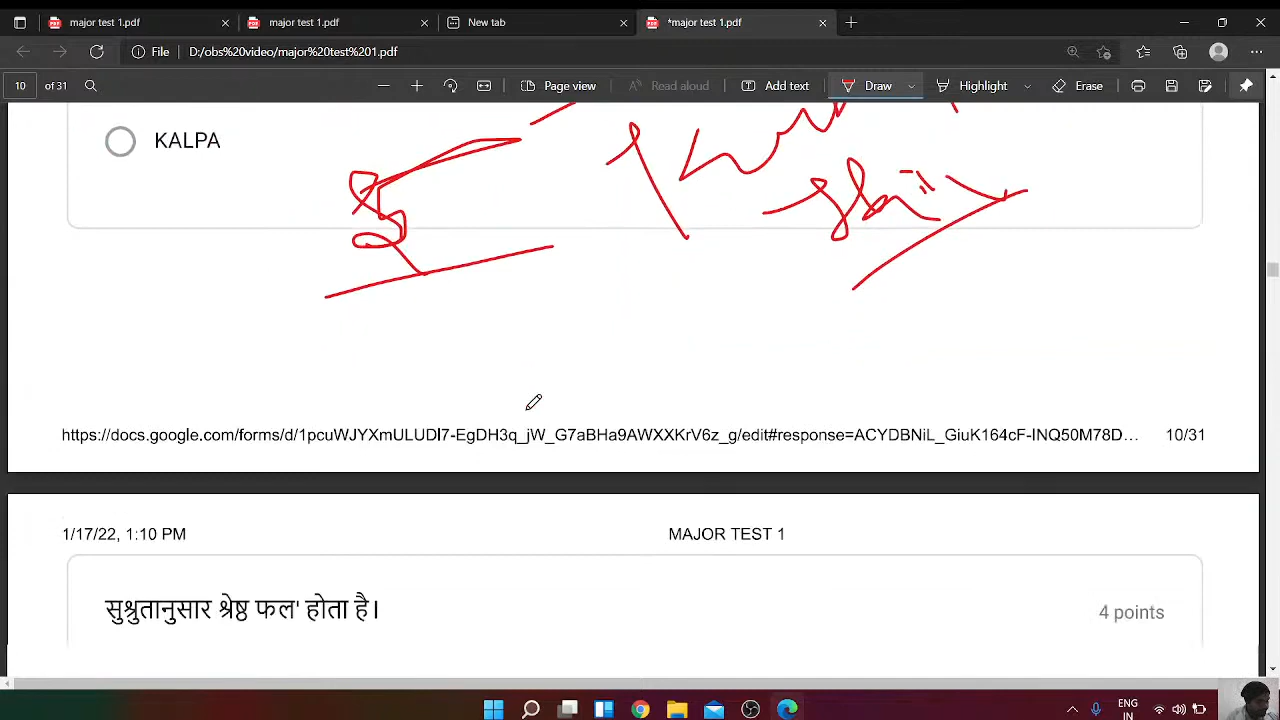 major test 1.pdf
major test 1.pdf
New tab
*major test 1.pdf
File D:/obs%20video/major%20test%201.pdf
10 of 31
Page view
Read aloud
Add text
Draw
Highlight
Erase
KALPA
https://docs.google.com/forms/d/1pcuWJYXmULUDl7-EgDH3q_jW_G7aBHa9AWXXKrV6z_g/edit#response=ACYDBNiL_GiuK164cF-INQ50M78D… 10/31
1/17/22, 1:10 PM MAJOR TEST 1
सुश्रुतानुसार श्रेष्ठ फल' होता है। 4 points
ENG
IN